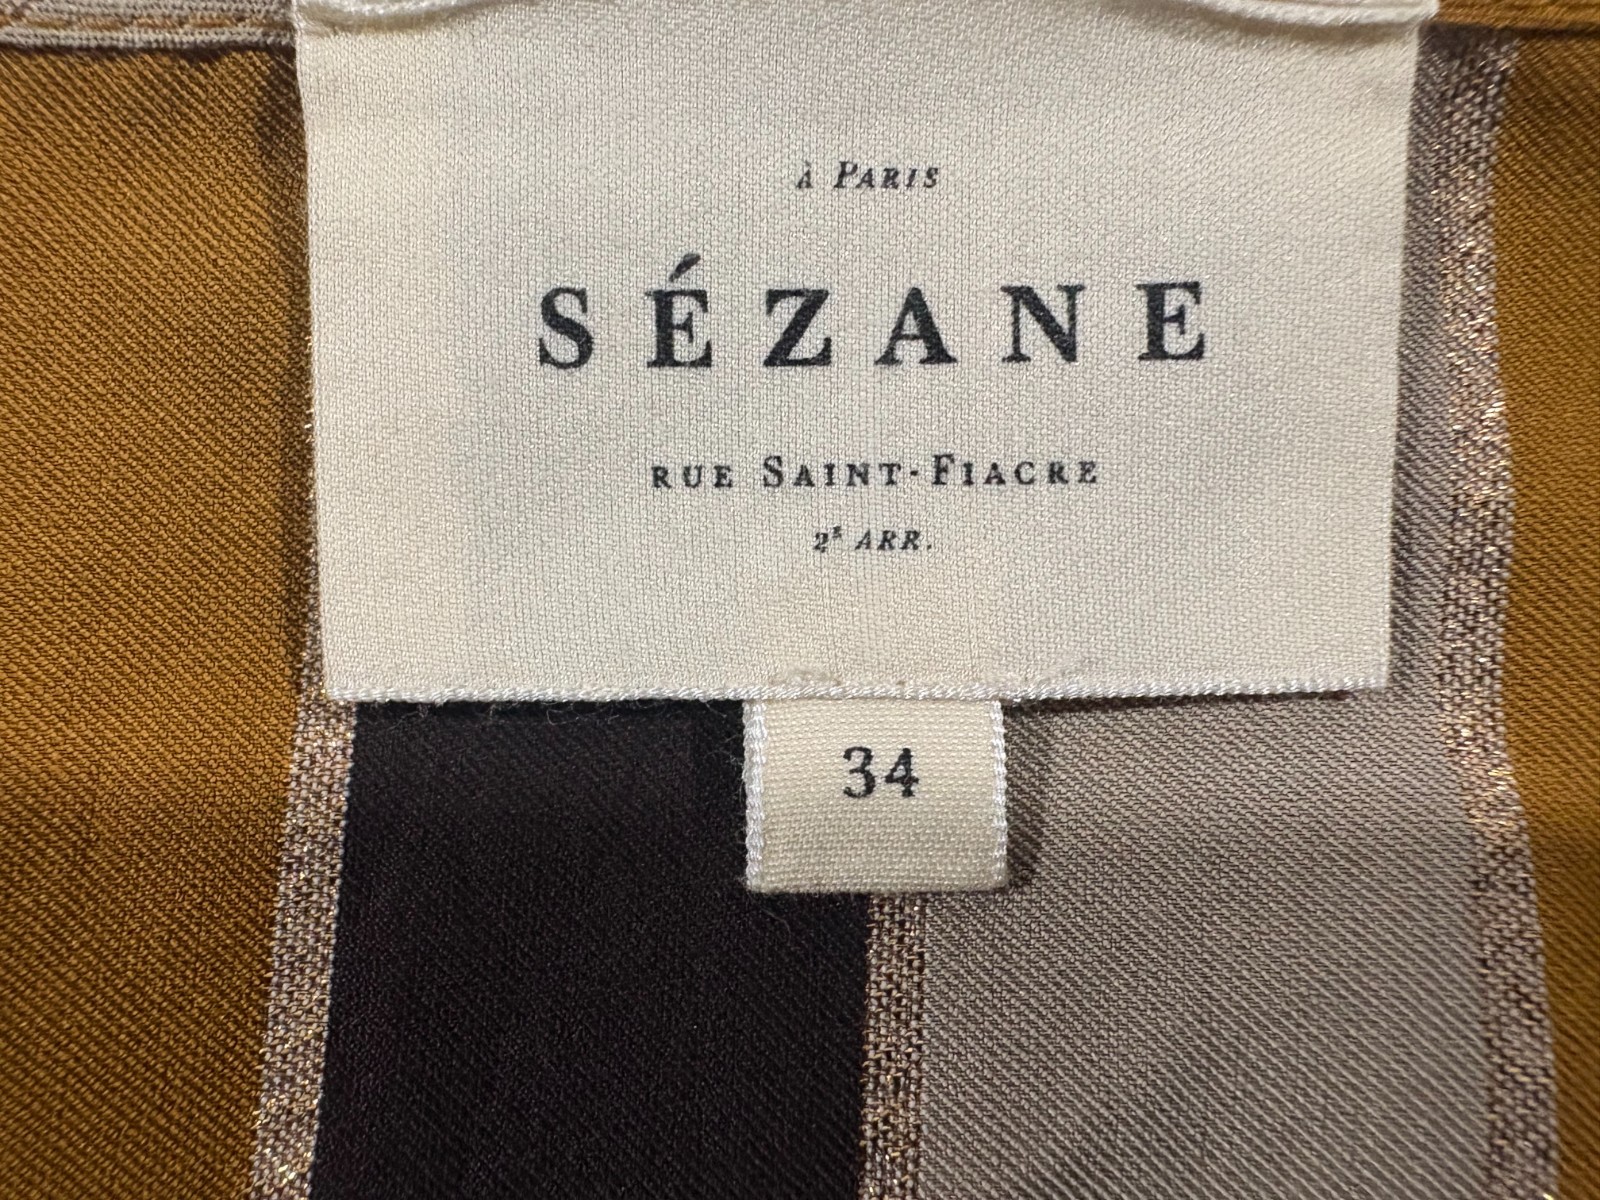 à Paris
SÉZANE
rue Saint-Fiacre
2ᵉ ARR.
34